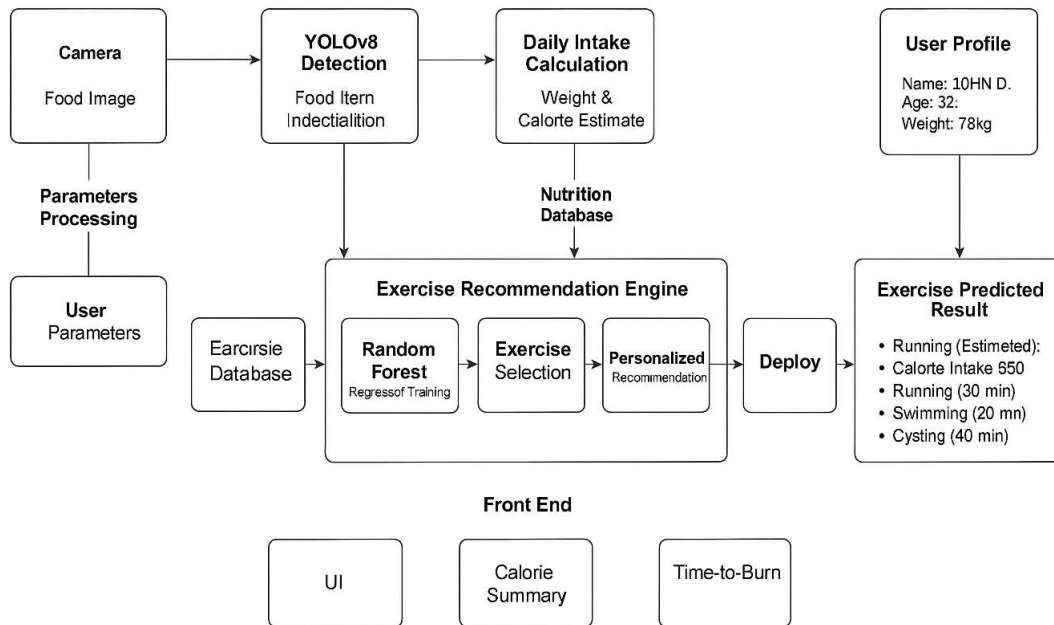 Camera
Food Image
YOLOv8
Detection
Food Itern
Indectialition
Daily Intake
Calculation
Weight &
Calorte Estimate
User Profile
Name: 10HN D.
Age: 32:
Weight: 78kg
Parameters
Processing
Nutrition
Database
User
Parameters
Exercise Recommendation Engine
Earcırsie
Database
Random
Forest
Regressof Training
Exercise
Selection
Personalized
Recommendation
Deploy
Exercise Predicted
Result
• Running (Estimeted):
• Calorte Intake 650
• Running (30 min)
• Swimming (20 mn)
• Cysting (40 min)
Front End
UI
Calorie
Summary
Time-to-Burn